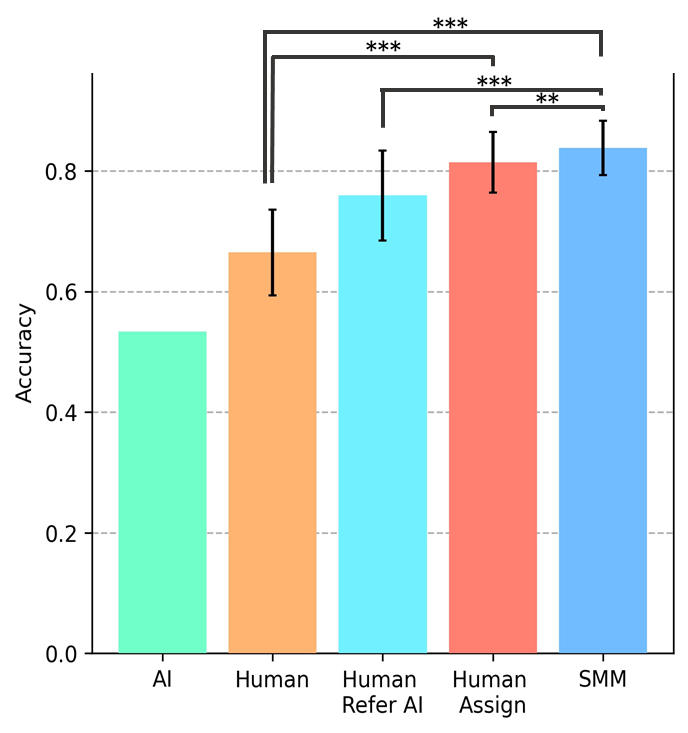 ***
***
***
**
0.8
0.6
0.4
0.2
0.0
Accuracy
AI
Human
Human
Refer AI
Human
Assign
SMM